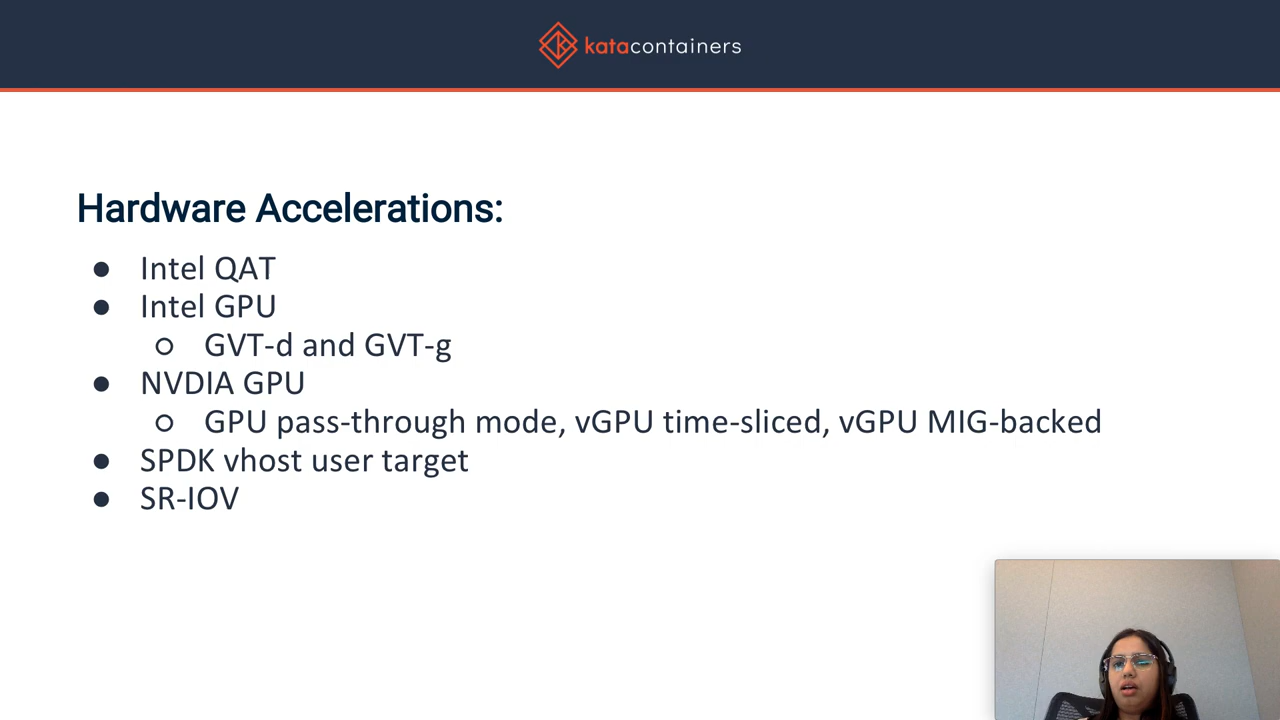 katacontainers
Hardware Accelerations:
● Intel QAT
● Intel GPU
○ GVT-d and GVT-g
● NVDIA GPU
○ GPU pass-through mode, vGPU time-sliced, vGPU MIG-backed
● SPDK vhost user target
● SR-IOV